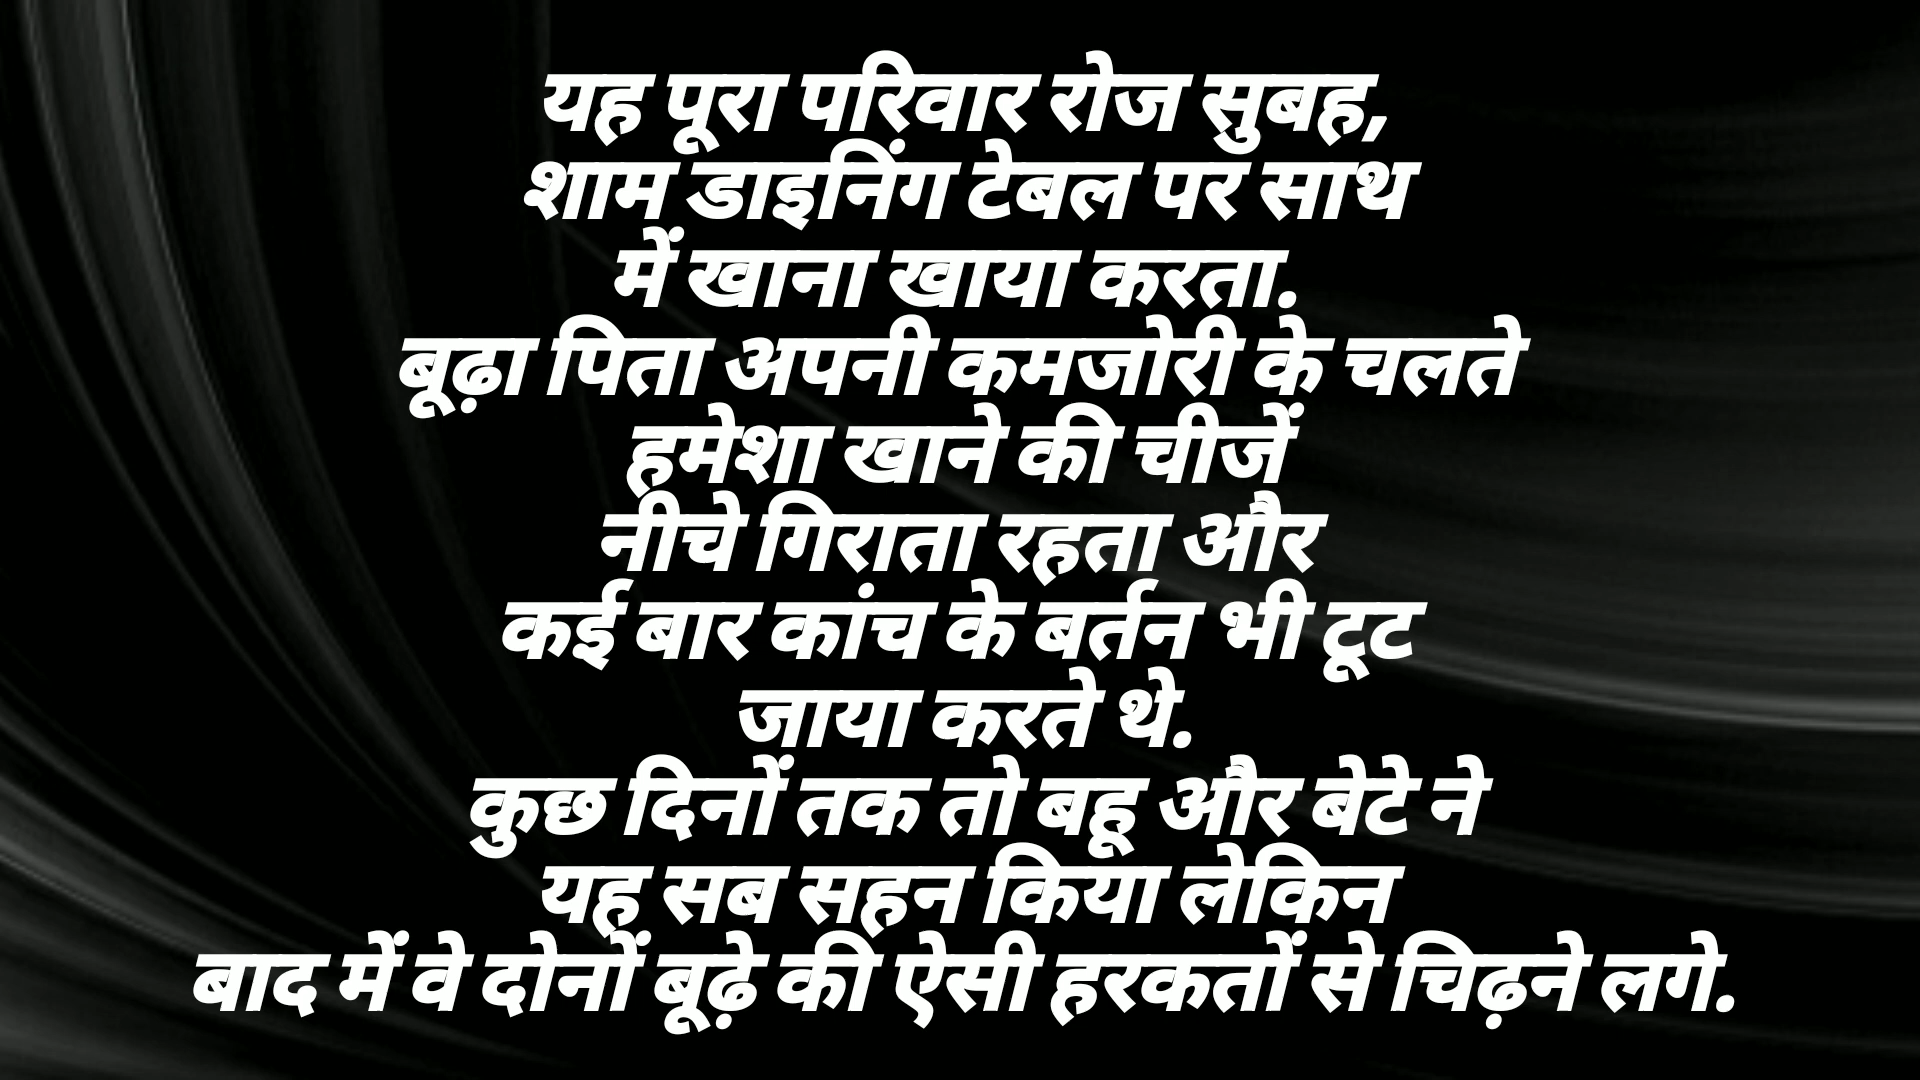 यह पूरा परिवार रोज सुबह,
शाम डाइनिंग टेबल पर साथ
में खाना खाया करता.
बूढ़ा पिता अपनी कमजोरी के चलते
हमेशा खाने की चीजें
नीचे गिराता रहता और
कई बार कांच के बर्तन भी टूट
जाया करते थे.
कुछ दिनों तक तो बहू और बेटे ने
यह सब सहन किया लेकिन
बाद में वे दोनों बूढ़े की ऐसी हरकतों से चिढ़ने लगे.